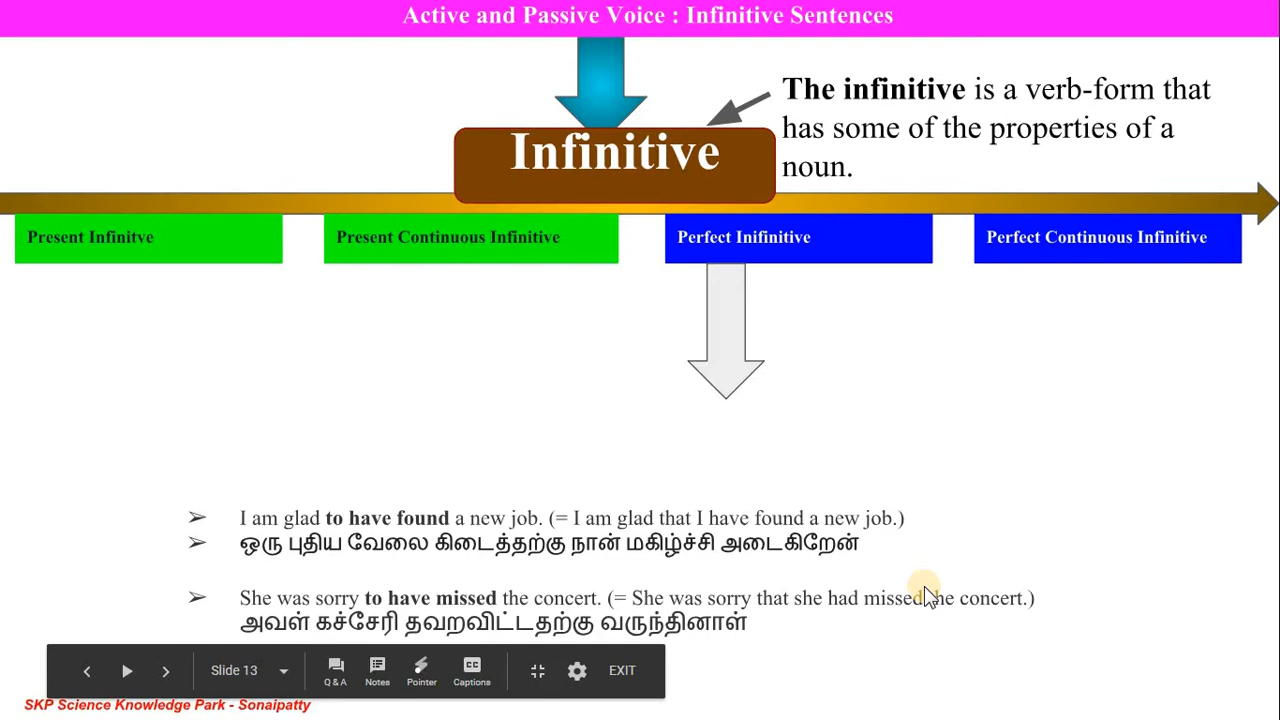 Active and Passive Voice : Infinitive Sentences
The infinitive is a verb-form that
has some of the properties of a
noun.
Infinitive
Present Infinitve
Present Continuous Infinitive
Perfect Inifinitive
Perfect Continuous Infinitive
➢ I am glad to have found a new job. (= I am glad that I have found a new job.)
➢ ஒரு புதிய வேலை கிடைத்தற்கு நான் மகிழ்ச்சி அடைகிறேன்
➢ She was sorry to have missed the concert. (= She was sorry that she had missed he concert.)
அவள் கச்சேரி தவறவிட்டதற்கு வருந்தினாள்
Slide 13
Q & A
Notes
Pointer
Captions
EXIT
SKP Science Knowledge Park - Sonaipatty